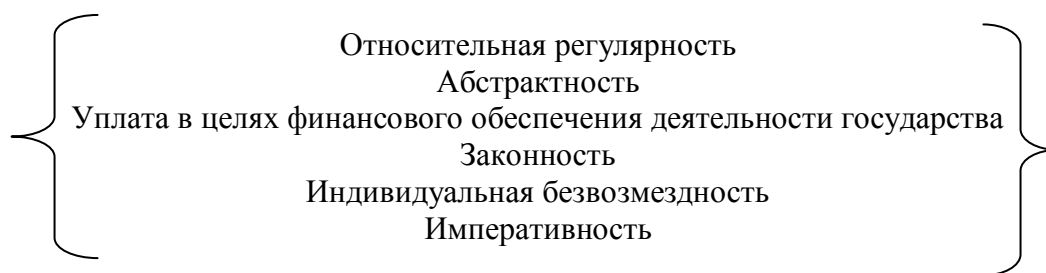 Относительная регулярность
Абстрактность
Уплата в целях финансового обеспечения деятельности государства
Законность
Индивидуальная безвозмездность
Императивность